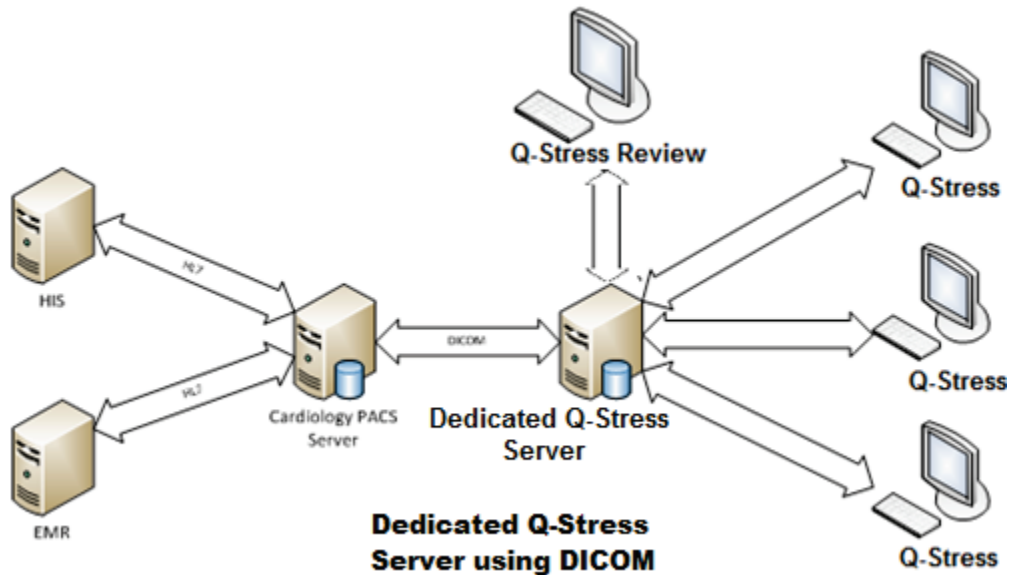 Q-Stress Review
Q-Stress
HL7
HIS
DICOM
Q-Stress
Cardiology PACS
Server
Dedicated Q-Stress
Server
HL7
EMR
Dedicated Q-Stress
Server using DICOM
Q-Stress